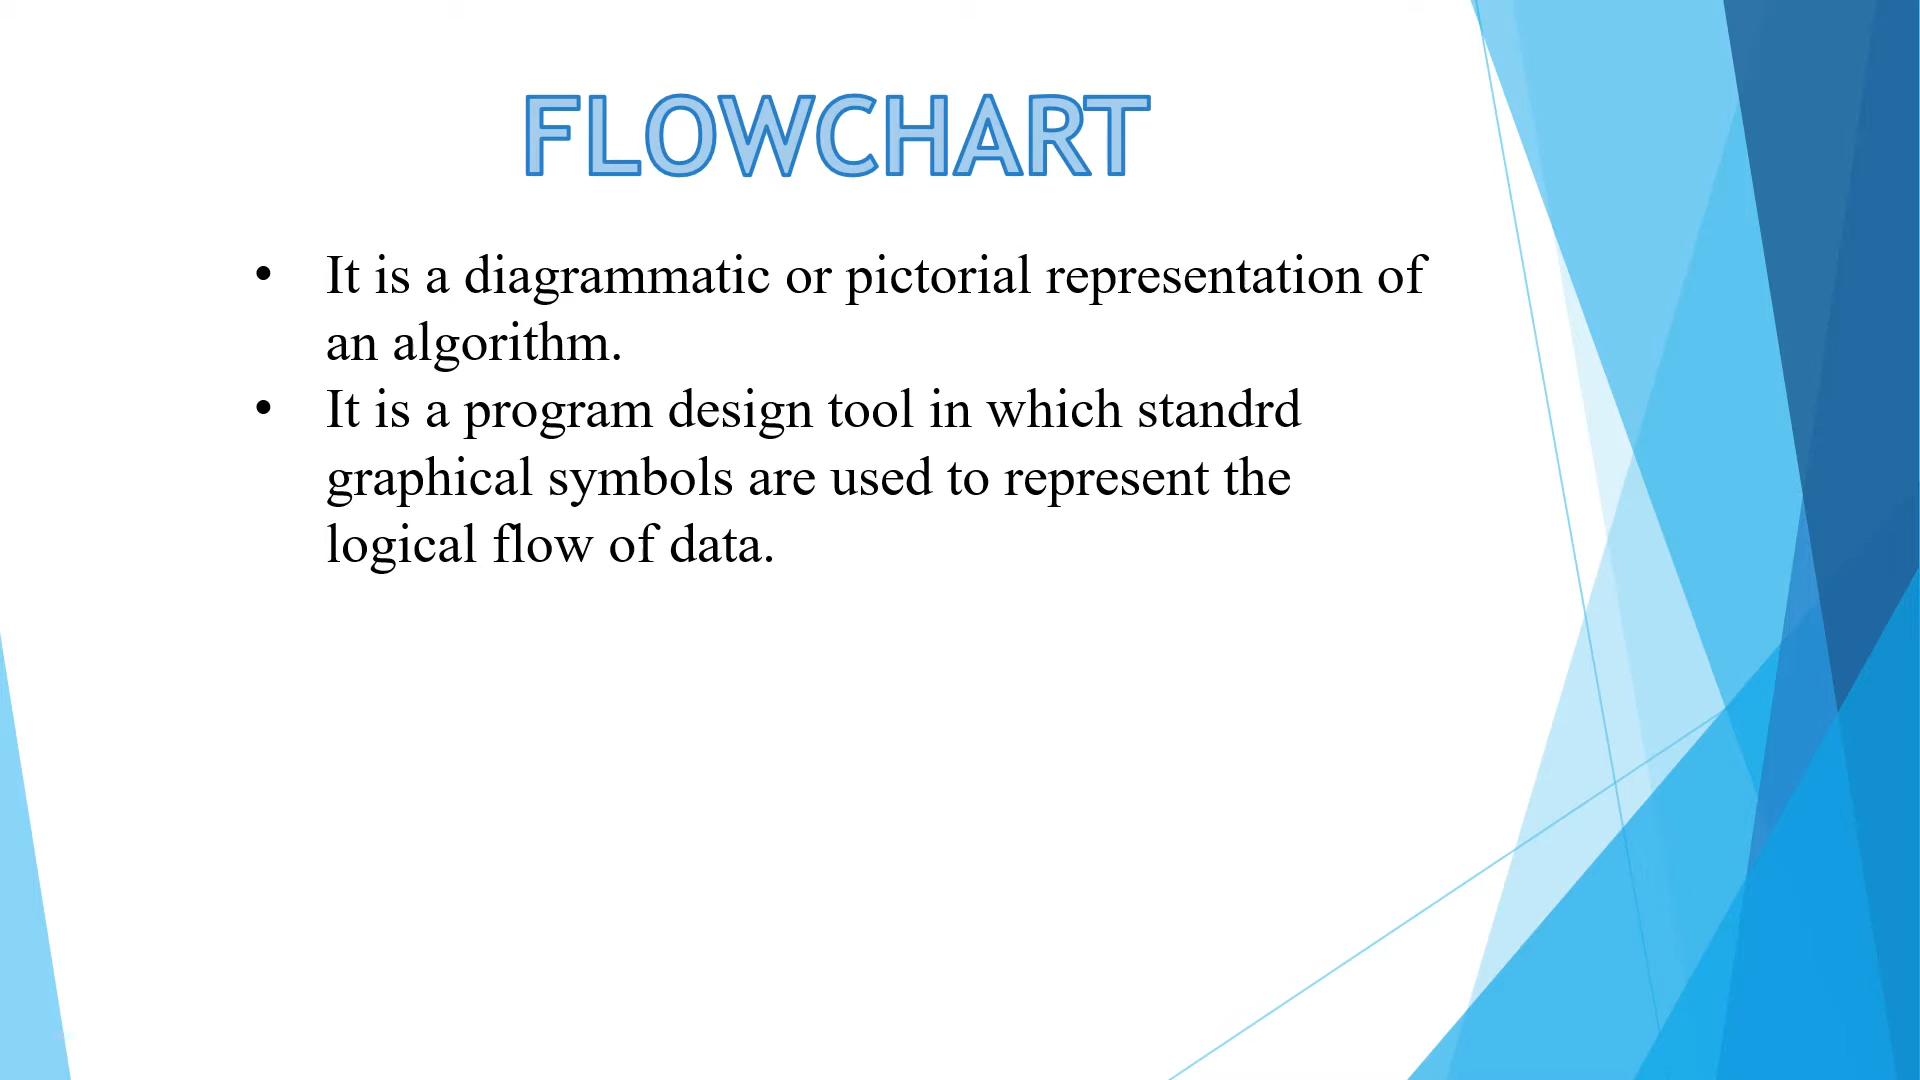 FLOWCHART
• It is a diagrammatic or pictorial representation of
an algorithm.
• It is a program design tool in which standrd
graphical symbols are used to represent the
logical flow of data.